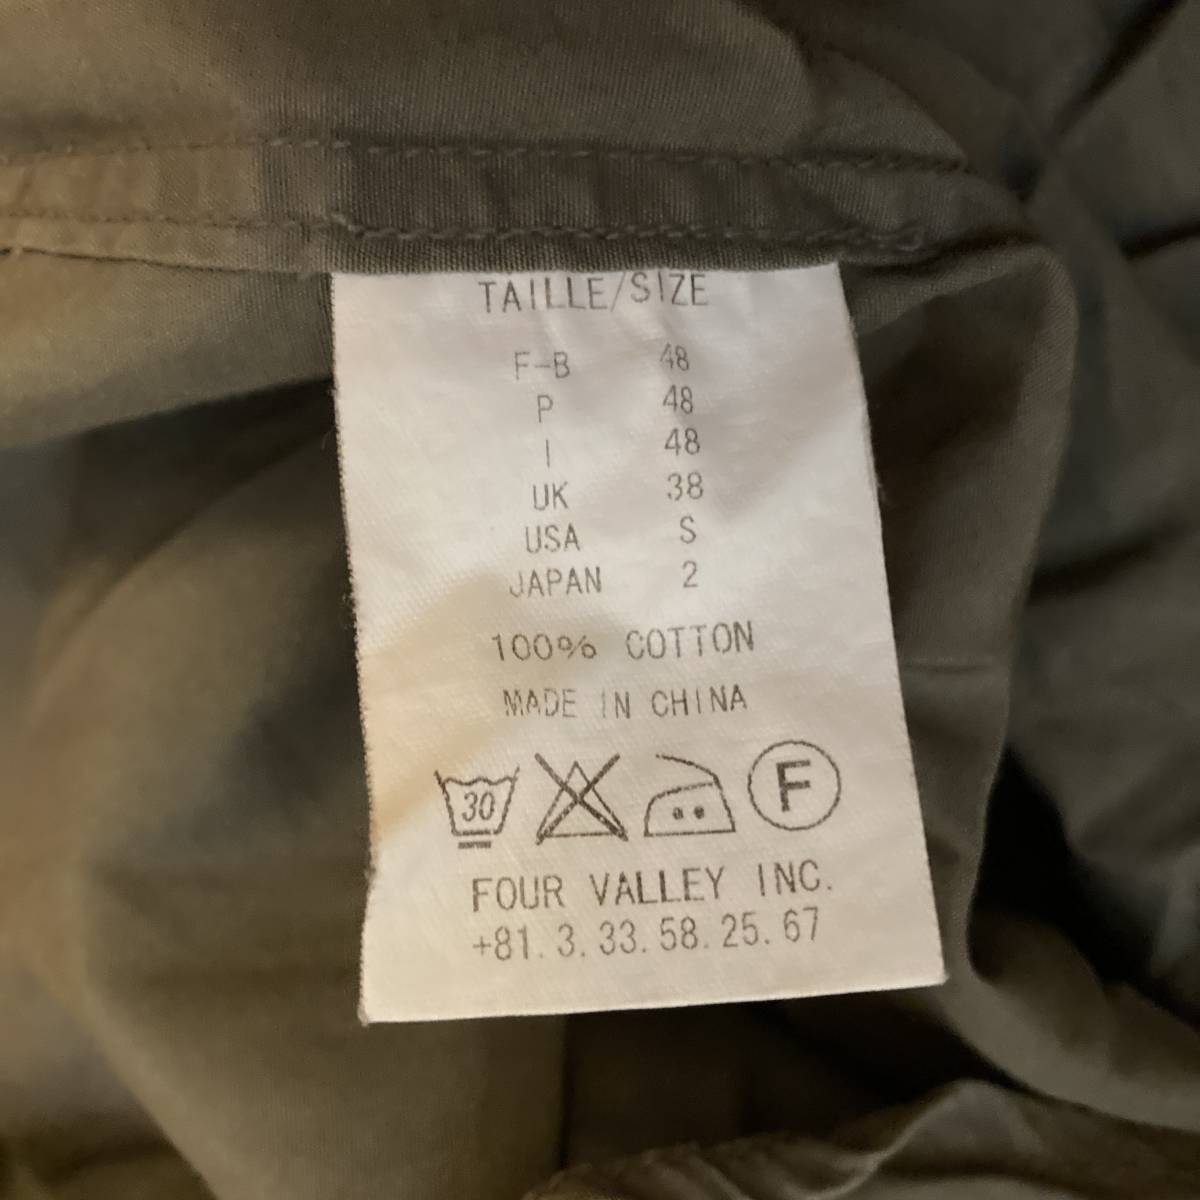 TAILLE/SIZE
F-B 48
P 48
I 48
UK 38
USA S
JAPAN 2
100% COTTON
MADE IN CHINA
30 F
FOUR VALLEY INC.
+81.3.33.58.25.67